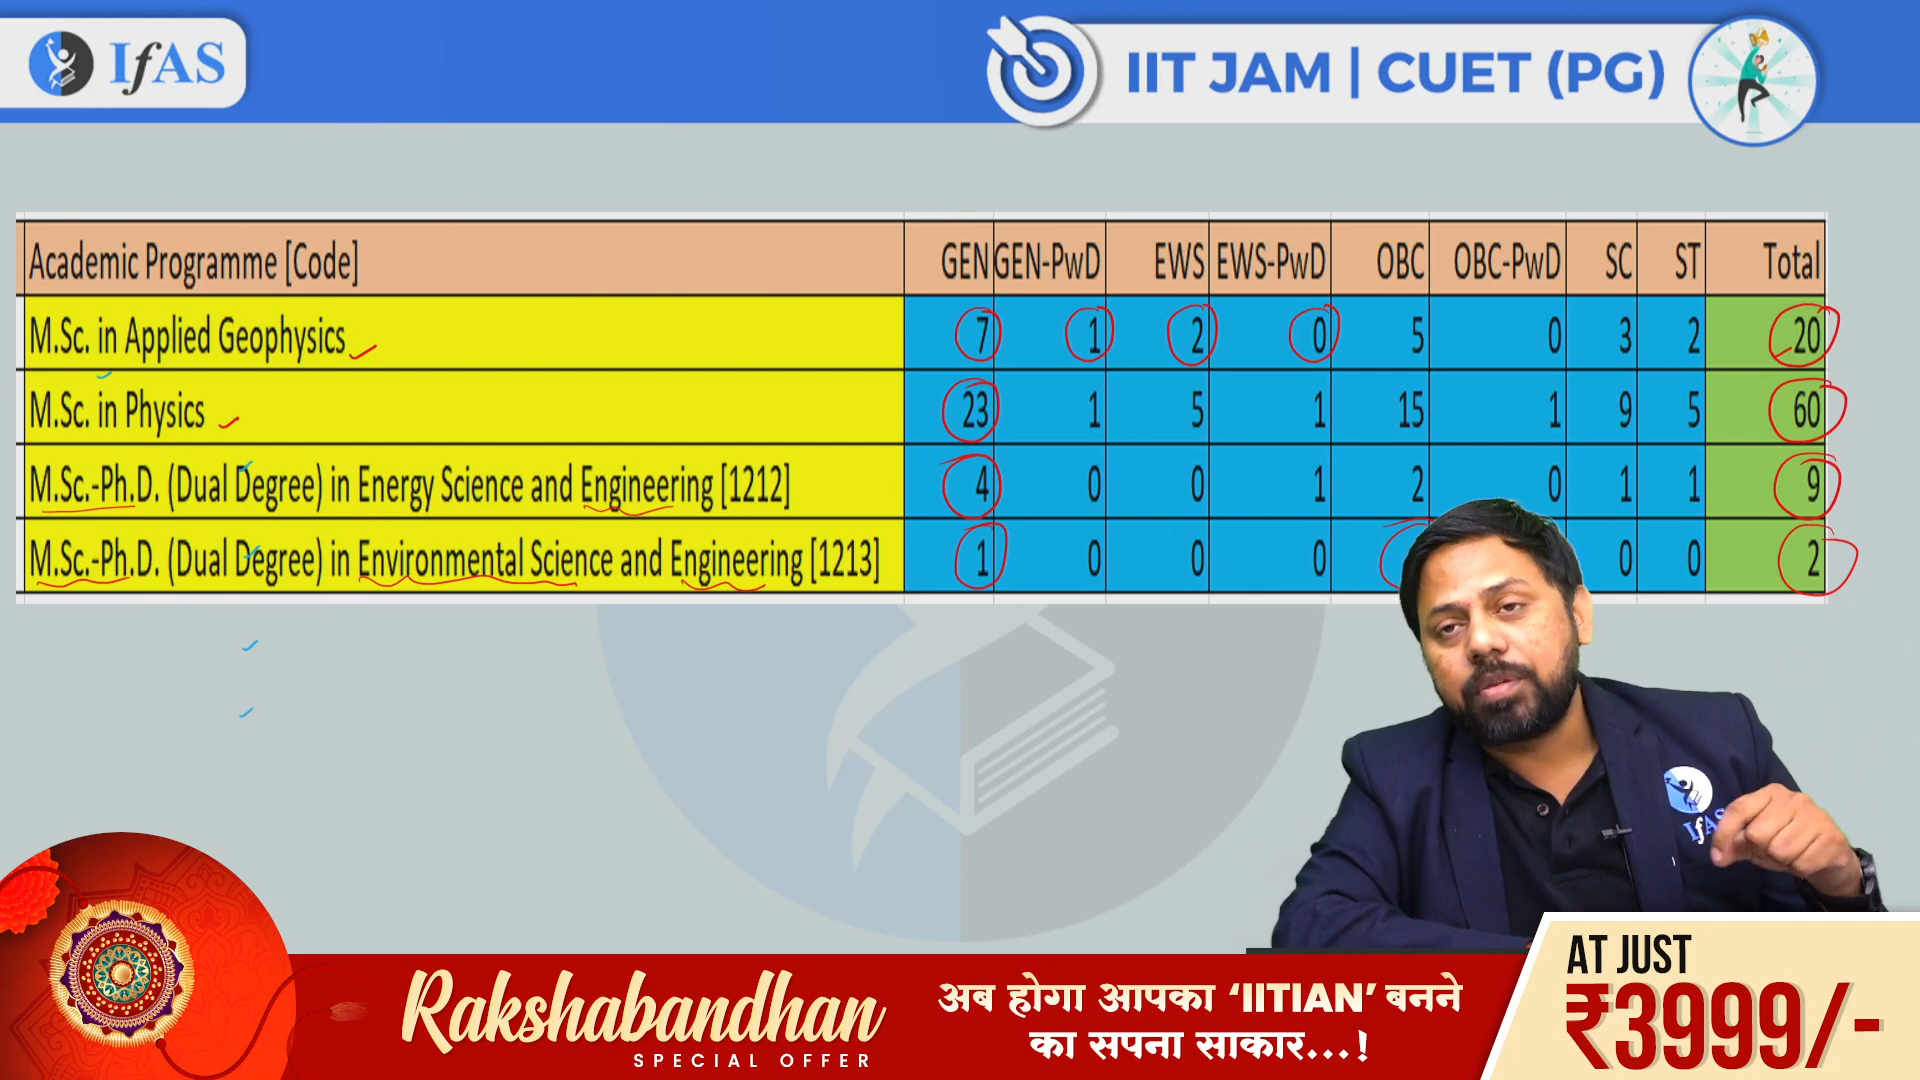 IfAS
IIT JAM | CUET (PG)
Academic Programme [Code] GEN GEN-PwD EWS EWS-PwD OBC OBC-PwD SC ST Total
M.Sc. in Applied Geophysics 7 1 2 0 5 0 3 2 20
M.Sc. in Physics 23 1 5 1 15 1 9 5 60
M.Sc.-Ph.D. (Dual Degree) in Energy Science and Engineering [1212] 4 0 0 1 2 0 1 1 9
M.Sc.-Ph.D. (Dual Degree) in Environmental Science and Engineering [1213] 1 0 0 0 0 0 2
IfAS
Rakshabandhan
SPECIAL OFFER
अब होगा आपका ‘IITIAN’ बनने
का सपना साकार...!
AT JUST
₹3999/-